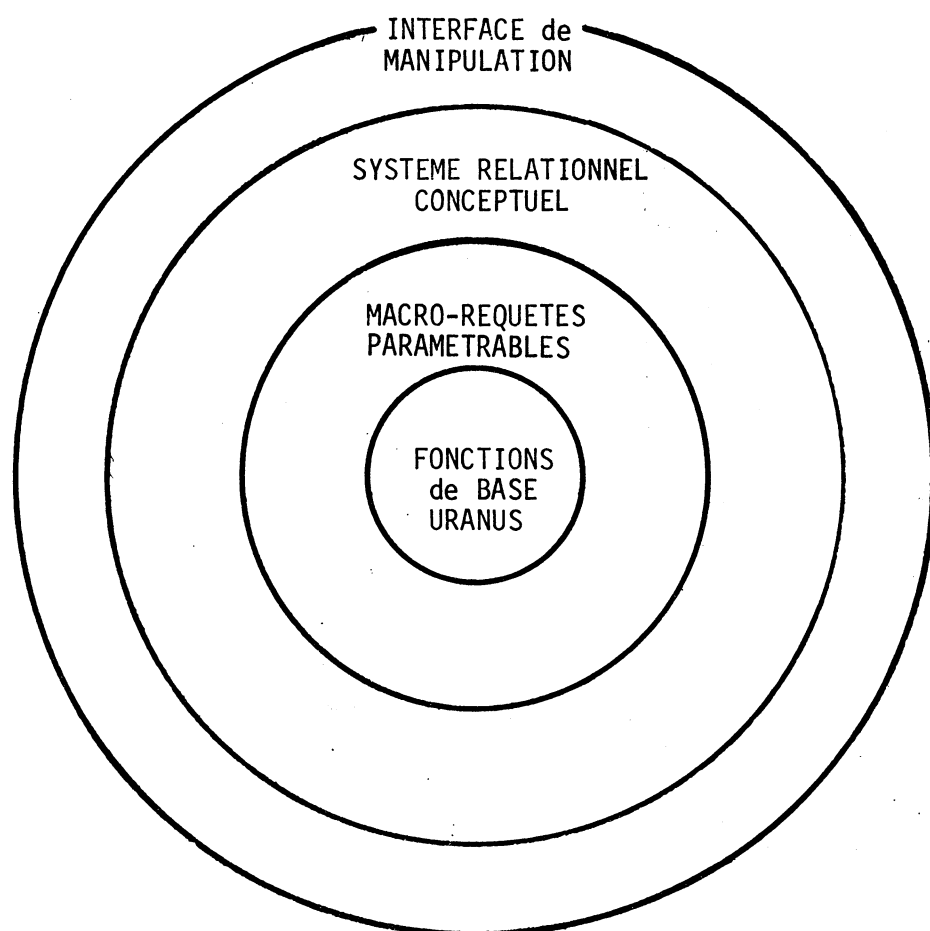 INTERFACE de
MANIPULATION
SYSTEME RELATIONNEL
CONCEPTUEL
MACRO-REQUETES
PARAMETRABLES
FONCTIONS
de BASE
URANUS